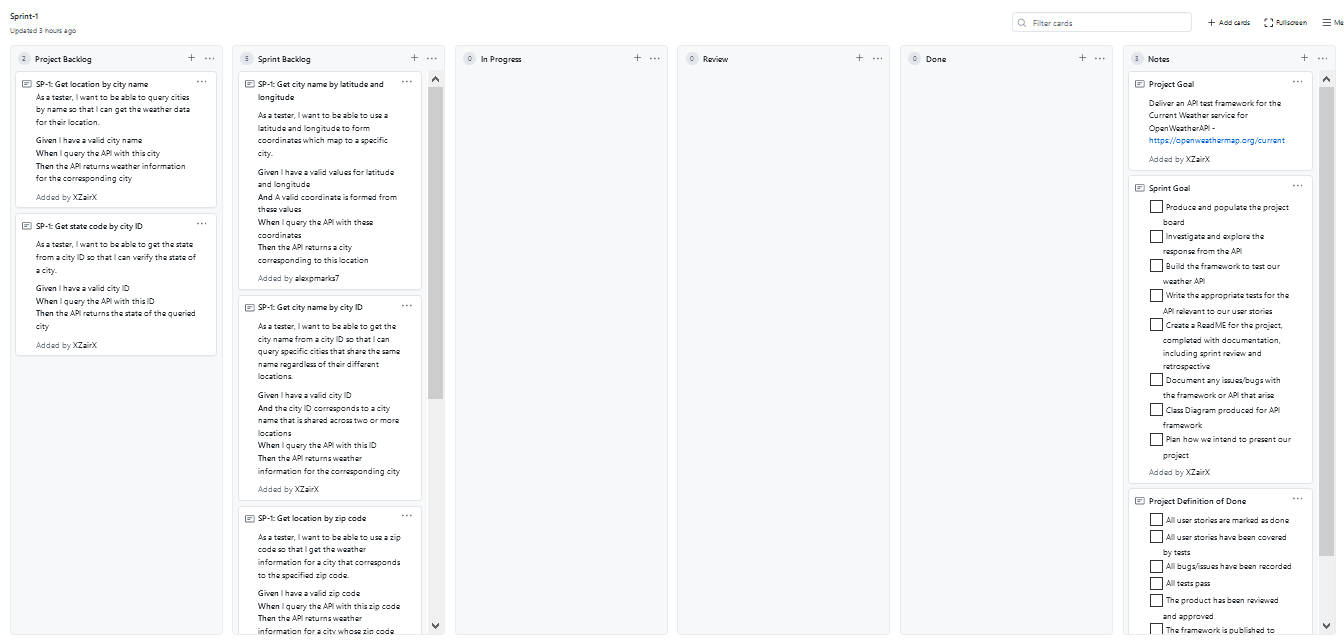 Sprint-1
Updated 3 hours ago
Filter cards
Add cards
Fullscreen
Me
2 Project Backlog
SP-1: Get location by city name
As a tester, I want to be able to query cities
by name so that I can get the weather data
for their location.
Given I have a valid city name
When I query the API with this city
Then the API returns weather information
for the corresponding city
Added by XZairX
SP-1: Get state code by city ID
As a tester, I want to be able to get the state
from a city ID so that I can verify the state of
a city.
Given I have a valid city ID
When I query the API with this ID
Then the API returns the state of the queried
city
Added by XZairX
5 Sprint Backlog
SP-1: Get city name by latitude and
longitude
As a tester, I want to be able to use a
latitude and longitude to form
coordinates which map to a specific
city.
Given I have a valid values for latitude
and longitude
And A valid coordinate is formed from
these values
When I query the API with these
coordinates
Then the API returns a city
corresponding to this location
Added by alexpmarks7
SP-1: Get city name by city ID
As a tester, I want to be able to get the
city name from a city ID so that I can
query specific cities that share the same
name regardless of their different
locations.
Given I have a valid city ID
And the city ID corresponds to a city
name that is shared across two or more
locations
When I query the API with this ID
Then the API returns weather
information for the corresponding city
Added by XZairX
SP-1: Get location by zip code
As a tester, I want to be able to use a zip
code so that I get the weather
information for a city that corresponds
to the specified zip code.
Given I have a valid zip code
When I query the API with this zip code
Then the API returns weather
information for a city whose zip code
0 In Progress
0 Review
0 Done
3 Notes
Project Goal
Deliver an API test framework for the
Current Weather service for
OpenWeatherAPI -
https://openweathermap.org/current
Added by XZairX
Sprint Goal
Produce and populate the project
board
Investigate and explore the
response from the API
Build the framework to test our
weather API
Write the appropriate tests for the
API relevant to our user stories
Create a ReadME for the project,
completed with documentation,
including sprint review and
retrospective
Document any issues/bugs with
the framework or API that arise
Class Diagram produced for API
framework
Plan how we intend to present our
project
Added by XZairX
Project Definition of Done
All user stories are marked as done
All user stories have been covered
by tests
All bugs/issues have been recorded
All tests pass
The product has been reviewed
and approved
The framework is published to